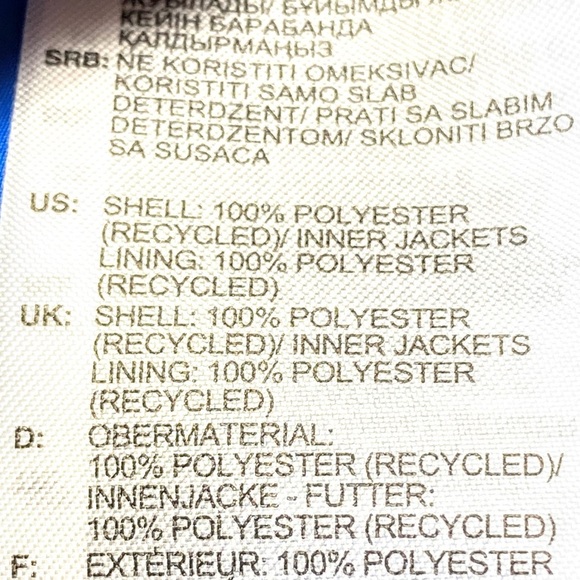 ЖУЫЛАДЫ/ БҰЙЫМДЫ
КЕЙІН БАРАБАНДА
ҚАЛДЫРМАҢЫЗ
SRB: NE KORISTITI OMEKSIVAC/
KORISTITI SAMO SLAB
DETERDZENT/ PRATI SA SLABIM
DETERDZENTOM/ SKLONITI BRZO
SA SUSACA
US: SHELL: 100% POLYESTER
(RECYCLED)/ INNER JACKETS
LINING: 100% POLYESTER
(RECYCLED)
UK: SHELL: 100% POLYESTER
(RECYCLED)/ INNER JACKETS
LINING: 100% POLYESTER
(RECYCLED)
D: OBERMATERIAL:
100% POLYESTER (RECYCLED)/
INNENJACKE - FUTTER:
100% POLYESTER (RECYCLED)
F: EXTÉRIEUR: 100% POLYESTER